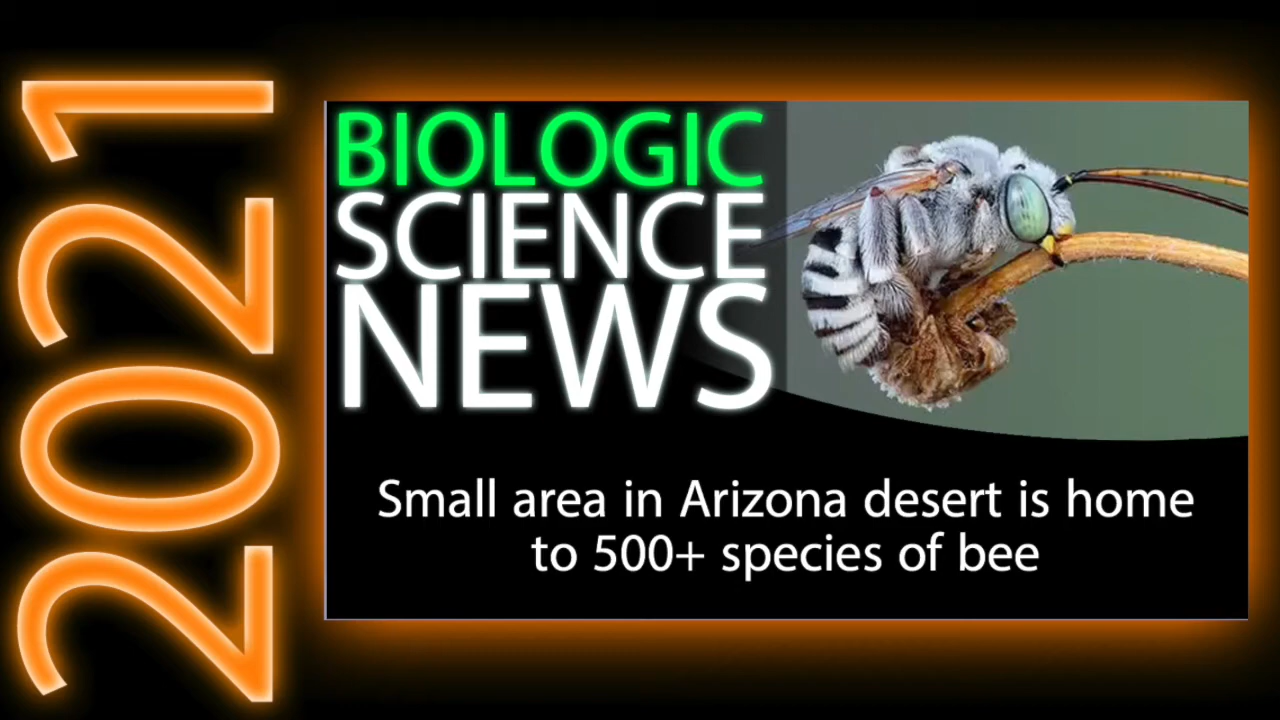 2021
BIOLOGIC
SCIENCE
NEWS
Small area in Arizona desert is home
to 500+ species of bee